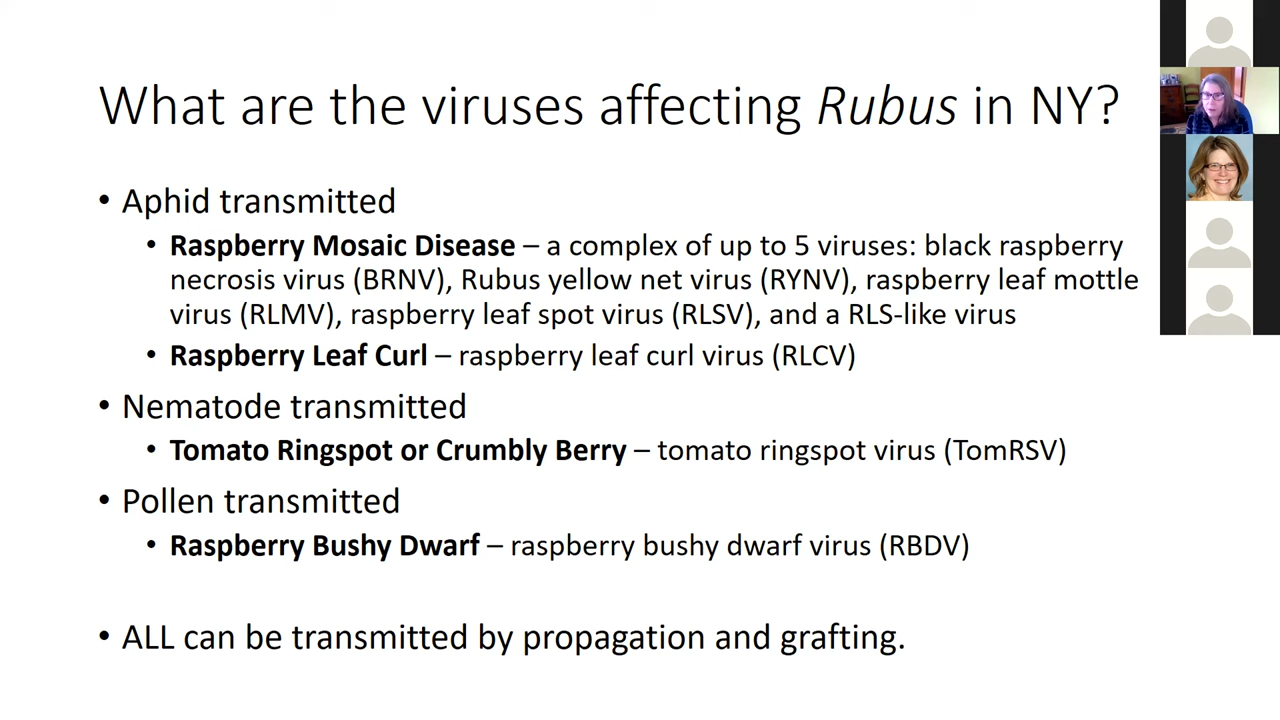 What are the viruses affecting Rubus in NY?
• Aphid transmitted
• Raspberry Mosaic Disease – a complex of up to 5 viruses: black raspberry
necrosis virus (BRNV), Rubus yellow net virus (RYNV), raspberry leaf mottle
virus (RLMV), raspberry leaf spot virus (RLSV), and a RLS-like virus
• Raspberry Leaf Curl – raspberry leaf curl virus (RLCV)
• Nematode transmitted
• Tomato Ringspot or Crumbly Berry – tomato ringspot virus (TomRSV)
• Pollen transmitted
• Raspberry Bushy Dwarf – raspberry bushy dwarf virus (RBDV)
• ALL can be transmitted by propagation and grafting.